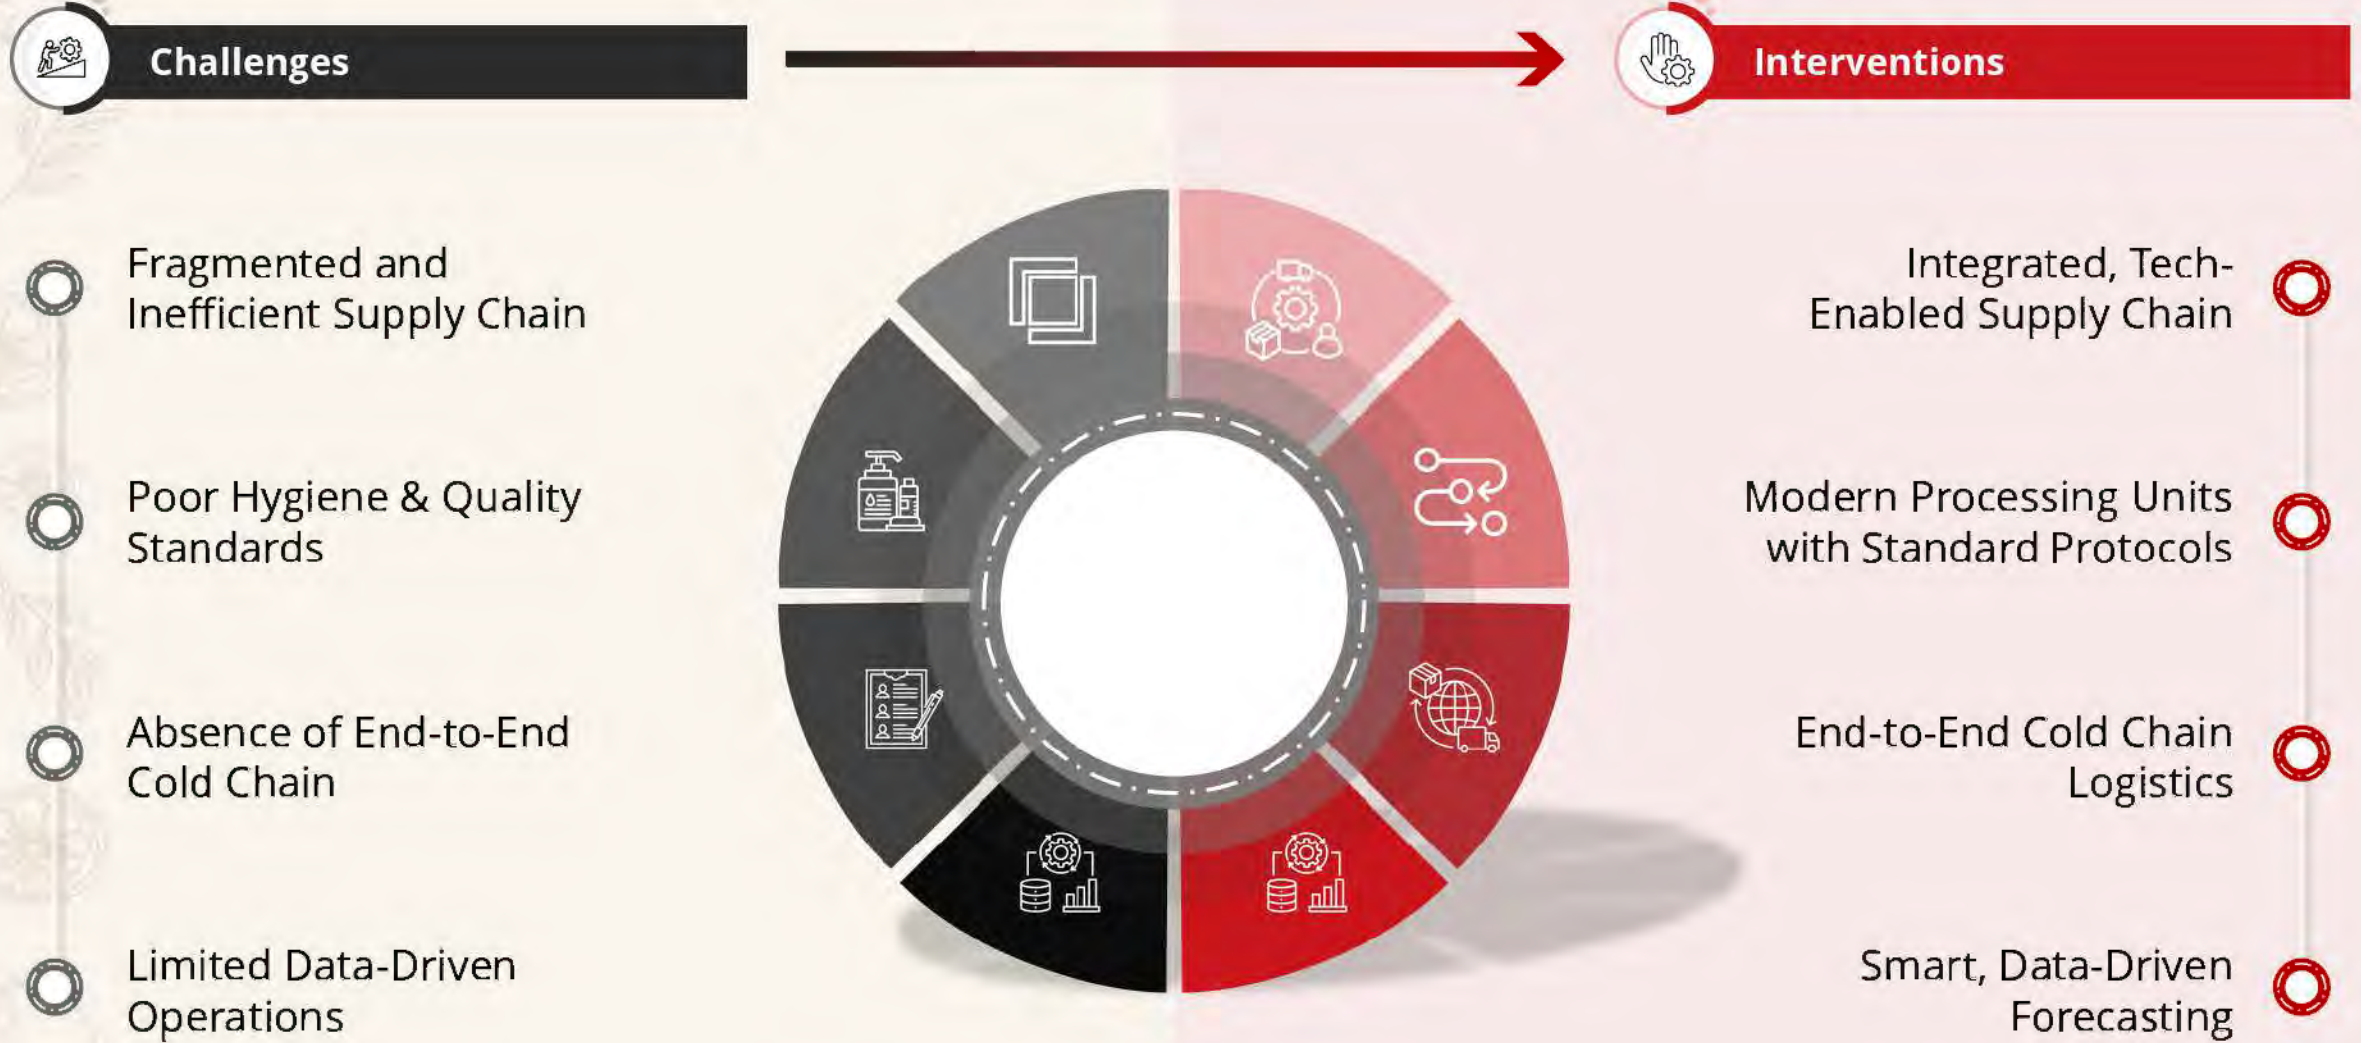 Challenges
Interventions
Fragmented and
Inefficient Supply Chain
Poor Hygiene & Quality
Standards
Absence of End-to-End
Cold Chain
Limited Data-Driven
Operations
Integrated, Tech-
Enabled Supply Chain
Modern Processing Units
with Standard Protocols
End-to-End Cold Chain
Logistics
Smart, Data-Driven
Forecasting